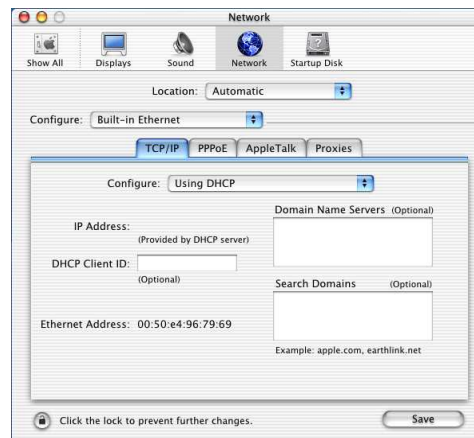 Network
Show All
Displays
Sound
Network
Startup Disk
Location: Automatic
Configure: Built-in Ethernet
TCP/IP
PPPoE
AppleTalk
Proxies
Configure: Using DHCP
Domain Name Servers (Optional)
IP Address:
(Provided by DHCP server)
DHCP Client ID:
(Optional)
Search Domains (Optional)
Ethernet Address: 00:50:e4:96:79:69
Example: apple.com, earthlink.net
Click the lock to prevent further changes.
Save